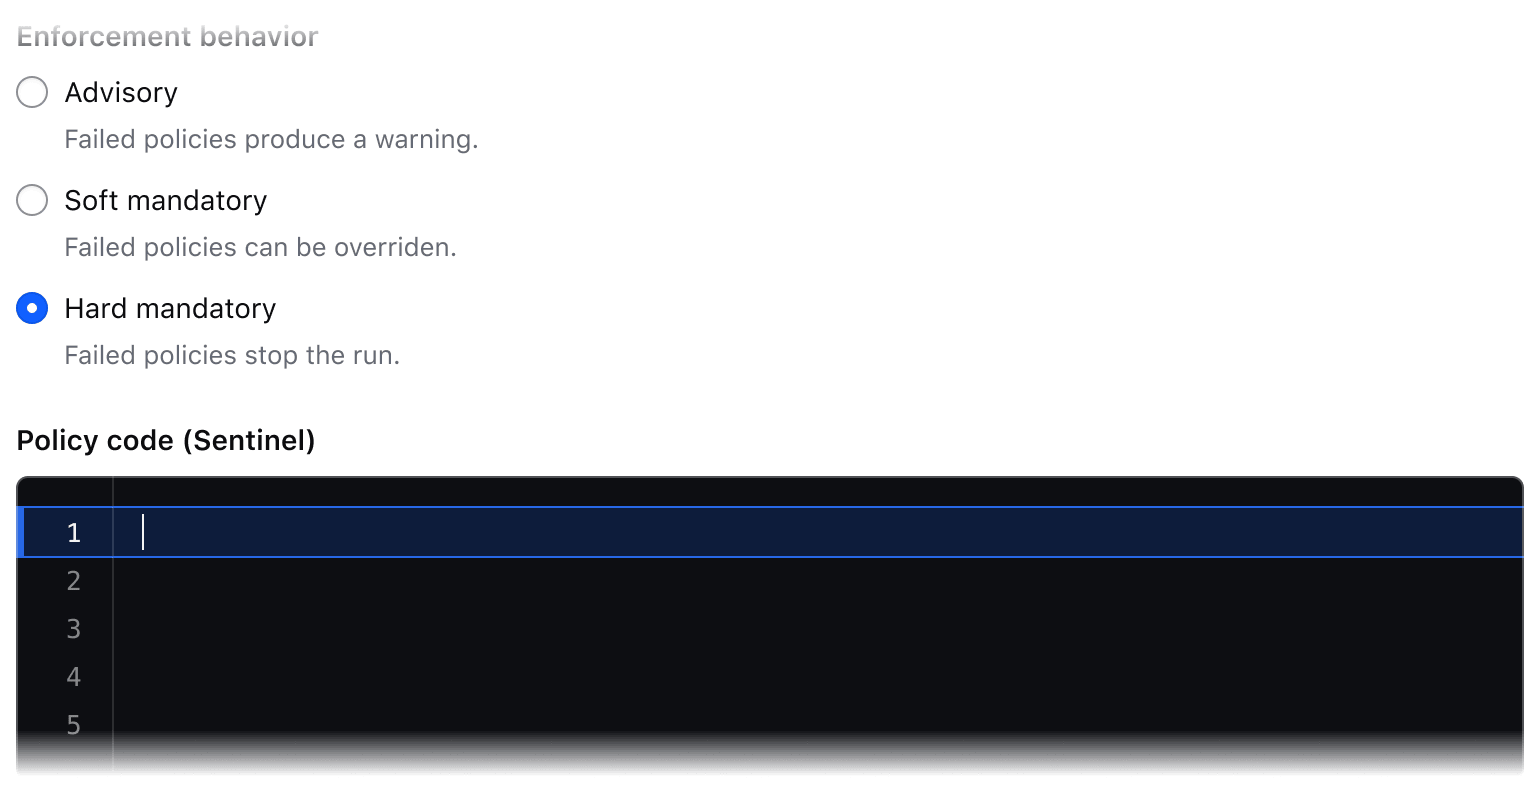 Enforcement behavior
Advisory
Failed policies produce a warning.
Soft mandatory
Failed policies can be overriden.
Hard mandatory
Failed policies stop the run.
Policy code (Sentinel)
1
2
3
4
5